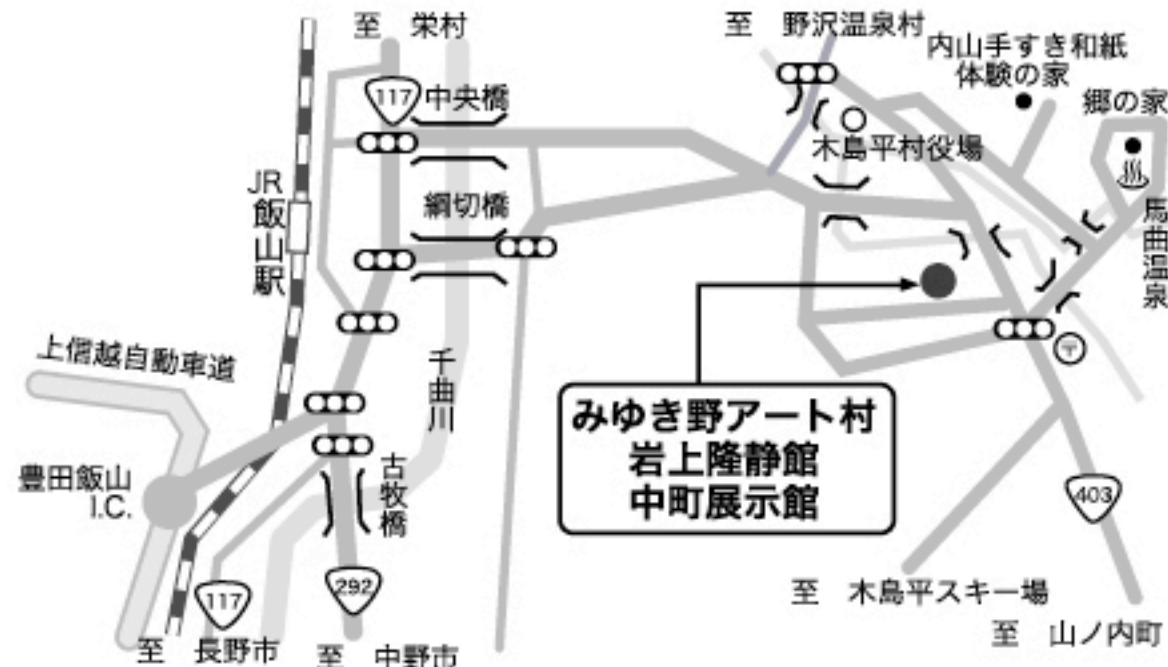 至 栄村
至 野沢温泉村
内山手すき和紙
体験の家
郷の家
117
中央橋
木島平村役場
JR
飯山駅
綱切橋
馬曲温泉
上信越自動車道
千曲川
みゆき野アート村
岩上隆静館
中町展示館
豊田飯山
I.C.
古牧橋
403
292
117
至 木島平スキー場
至 山ノ内町
至 長野市
至 中野市